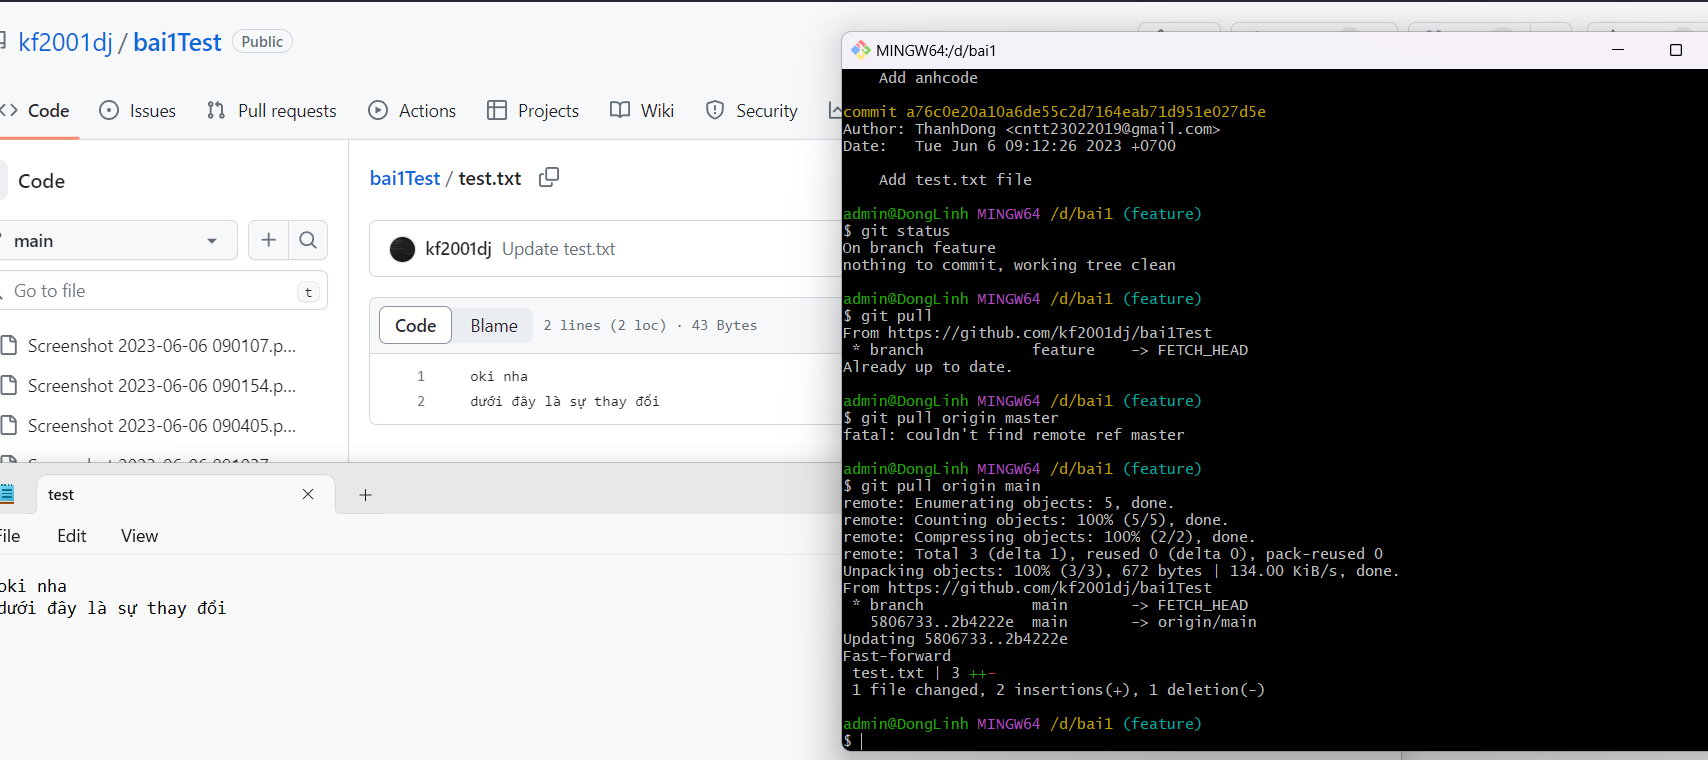 kf2001dj / bai1Test Public
Code Issues Pull requests Actions Projects Wiki Security
Code
main
Go to file t
Screenshot 2023-06-06 090107.p...
Screenshot 2023-06-06 090154.p...
Screenshot 2023-06-06 090405.p...
bai1Test / test.txt
kf2001dj Update test.txt
Code Blame 2 lines (2 loc) · 43 Bytes
1 oki nha
2 dưới đây là sự thay đổi
test
File Edit View
oki nha
dưới đây là sự thay đổi
MINGW64:/d/bai1
Add anhcode
commit a76c0e20a10a6de55c2d7164eab71d951e027d5e
Author: ThanhDong <cntt23022019@gmail.com>
Date: Tue Jun 6 09:12:26 2023 +0700
Add test.txt file
admin@DongLinh MINGW64 /d/bai1 (feature)
$ git status
On branch feature
nothing to commit, working tree clean
admin@DongLinh MINGW64 /d/bai1 (feature)
$ git pull
From https://github.com/kf2001dj/bai1Test
* branch feature -> FETCH_HEAD
Already up to date.
admin@DongLinh MINGW64 /d/bai1 (feature)
$ git pull origin master
fatal: couldn't find remote ref master
admin@DongLinh MINGW64 /d/bai1 (feature)
$ git pull origin main
remote: Enumerating objects: 5, done.
remote: Counting objects: 100% (5/5), done.
remote: Compressing objects: 100% (2/2), done.
remote: Total 3 (delta 1), reused 0 (delta 0), pack-reused 0
Unpacking objects: 100% (3/3), 672 bytes | 134.00 KiB/s, done.
From https://github.com/kf2001dj/bai1Test
* branch main -> FETCH_HEAD
5806733..2b4222e main -> origin/main
Updating 5806733..2b4222e
Fast-forward
test.txt | 3 ++-
1 file changed, 2 insertions(+), 1 deletion(-)
admin@DongLinh MINGW64 /d/bai1 (feature)
$